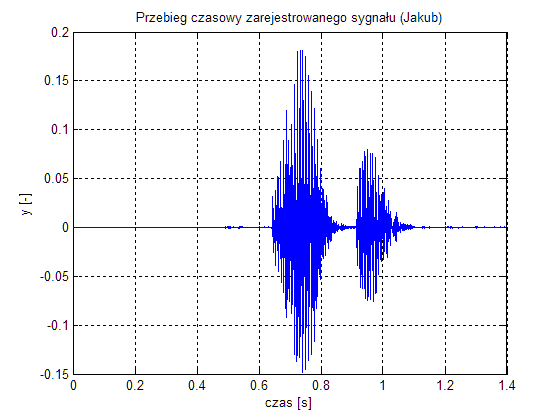 Przebieg czasowy zarejestrowanego sygnału (Jakub)
0.2
0.15
0.1
0.05
0
-0.05
-0.1
-0.15
y [-]
0 0.2 0.4 0.6 0.8 1 1.2 1.4
czas [s]